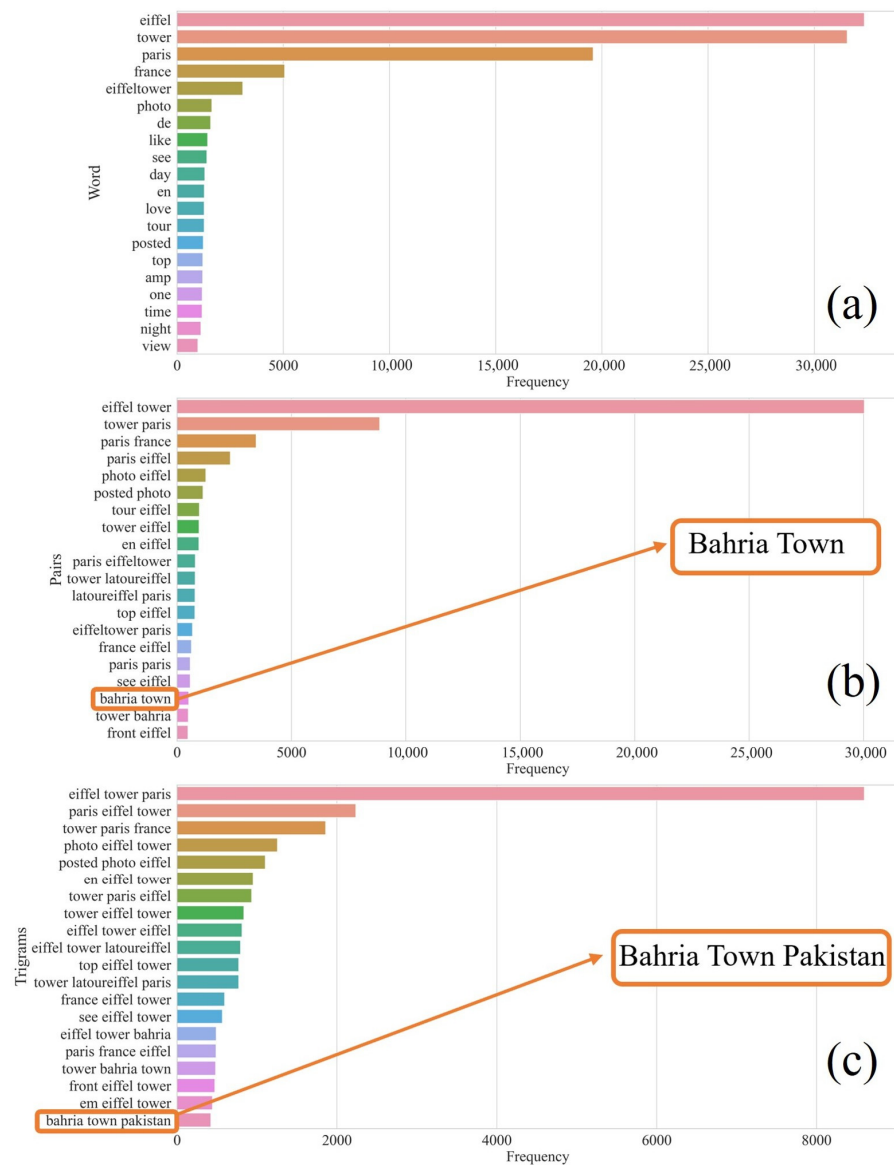 eiffel
tower
paris
france
eiffeltower
photo
de
like
see
day
en
love
tour
posted
top
amp
one
time
night
view
Word
0 5000 10,000 15,000 20,000 25,000 30,000
Frequency
(a)
eiffel tower
tower paris
paris france
paris eiffel
photo eiffel
posted photo
tour eiffel
tower eiffel
en eiffel
paris eiffeltower
tower latoureiffel
latoureiffel paris
top eiffel
eiffeltower paris
france eiffel
paris paris
see eiffel
bahria town
tower bahria
front eiffel
Pairs
Bahria Town
0 5000 10,000 15,000 20,000 25,000 30,000
Frequency
(b)
eiffel tower paris
paris eiffel tower
tower paris france
photo eiffel tower
posted photo eiffel
en eiffel tower
tower paris eiffel
tower eiffel tower
eiffel tower eiffel
eiffel tower latoureiffel
top eiffel tower
tower latoureiffel paris
france eiffel tower
see eiffel tower
eiffel tower bahria
paris france eiffel
tower bahria town
front eiffel tower
em eiffel tower
bahria town pakistan
Trigrams
Bahria Town Pakistan
0 2000 4000 6000 8000
Frequency
(c)